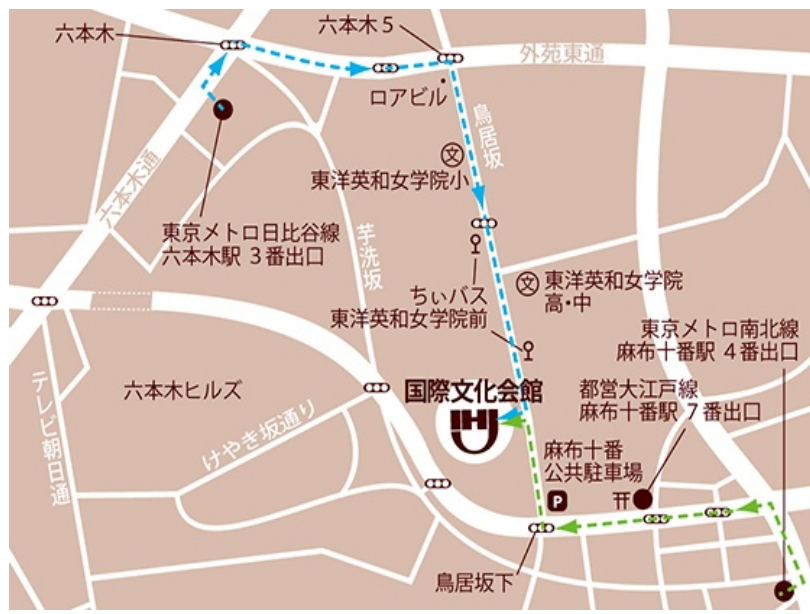 六本木
六本木5
外苑東通
ロアビル
鳥居坂
文
東洋英和女学院小
六本木通
東京メトロ日比谷線
六本木駅 3番出口
芋洗坂
ちぃバス
東洋英和女学院前
文
東洋英和女学院
高・中
東京メトロ南北線
麻布十番駅 4番出口
テレビ朝日通
六本木ヒルズ
けやき坂通り
国際文化会館
IHJ
都営大江戸線
麻布十番駅 7番出口
麻布十番
公共駐車場
P
鳥居坂下